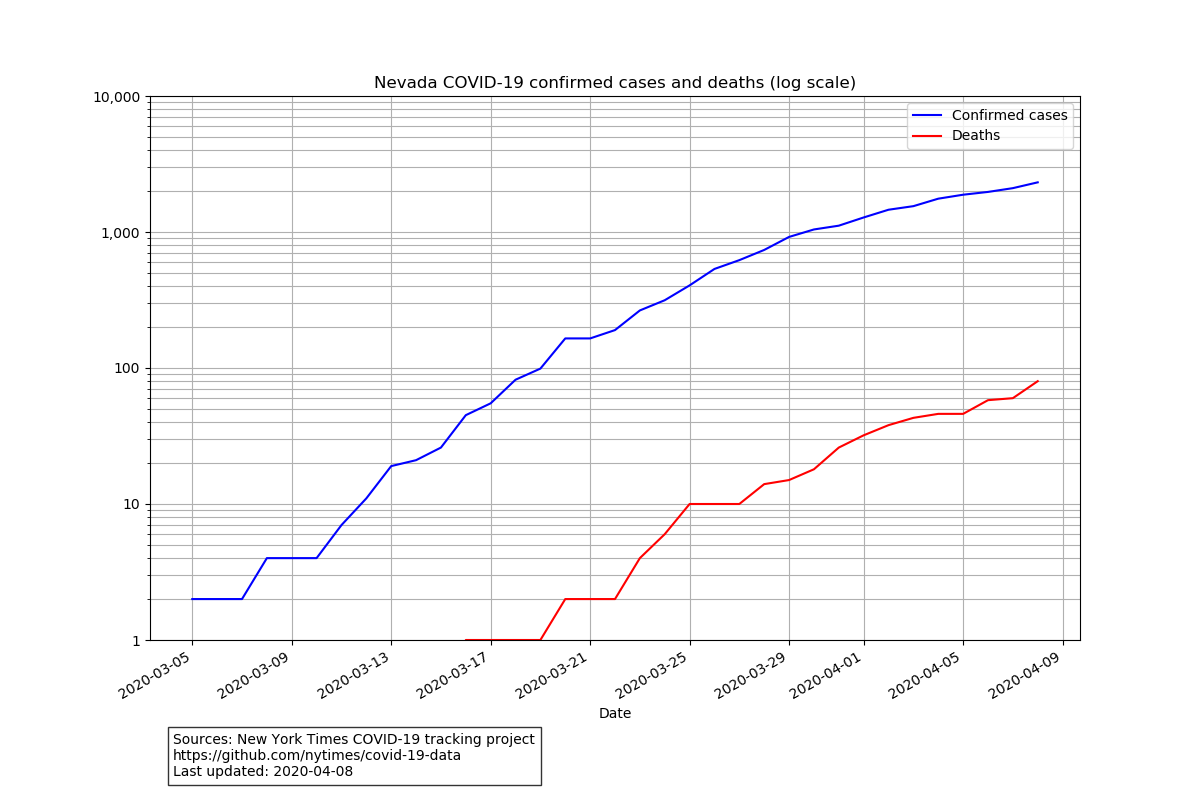 Nevada COVID-19 confirmed cases and deaths (log scale)
10,000
1,000
100
10
1
Confirmed cases
Deaths
2020-03-05
2020-03-09
2020-03-13
2020-03-17
2020-03-21
2020-03-25
2020-03-29
2020-04-01
2020-04-05
2020-04-09
Date
Sources: New York Times COVID-19 tracking project
https://github.com/nytimes/covid-19-data
Last updated: 2020-04-08